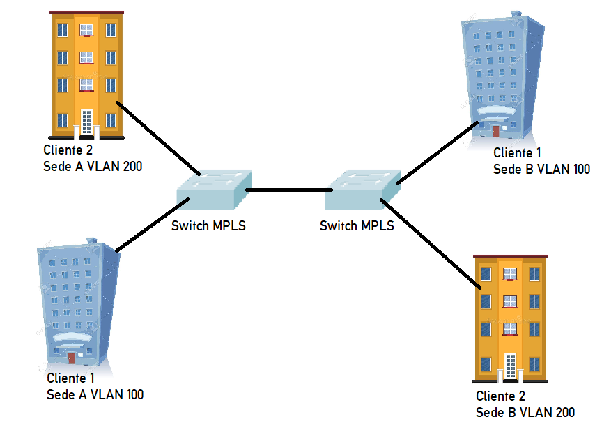 Cliente 2
Sede A VLAN 200
Cliente 1
Sede B VLAN 100
Switch MPLS
Switch MPLS
Cliente 1
Sede A VLAN 100
Cliente 2
Sede B VLAN 200